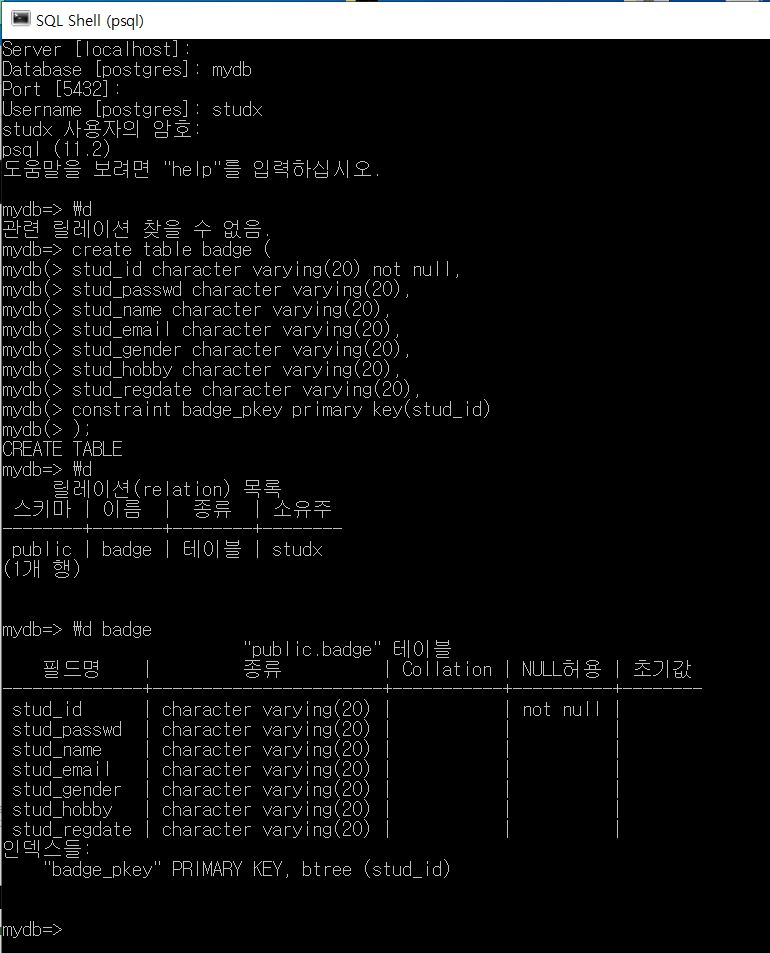 SQL Shell (psql)
Server [localhost]:
Database [postgres]: mydb
Port [5432]:
Username [postgres]: studx
studx 사용자의 암호:
psql (11.2)
도움말을 보려면 "help"를 입력하십시오.
mydb=> ₩d
관련 릴레이션 찾을 수 없음.
mydb=> create table badge (
mydb(> stud_id character varying(20) not null,
mydb(> stud_passwd character varying(20),
mydb(> stud_name character varying(20),
mydb(> stud_email character varying(20),
mydb(> stud_gender character varying(20),
mydb(> stud_hobby character varying(20),
mydb(> stud_regdate character varying(20),
mydb(> constraint badge_pkey primary key(stud_id)
mydb(> );
CREATE TABLE
mydb=> ₩d
릴레이션(relation) 목록
스키마 | 이름 | 종류 | 소유주
--------+-------+--------+--------
public | badge | 테이블 | studx
(1개 행)
mydb=> ₩d badge
"public.badge" 테이블
필드명 | 종류 | Collation | NULL허용 | 초기값
--------------+-----------------------+-----------+----------+--------
stud_id | character varying(20) | | not null |
stud_passwd | character varying(20) | | |
stud_name | character varying(20) | | |
stud_email | character varying(20) | | |
stud_gender | character varying(20) | | |
stud_hobby | character varying(20) | | |
stud_regdate | character varying(20) | | |
인덱스들:
"badge_pkey" PRIMARY KEY, btree (stud_id)
mydb=>